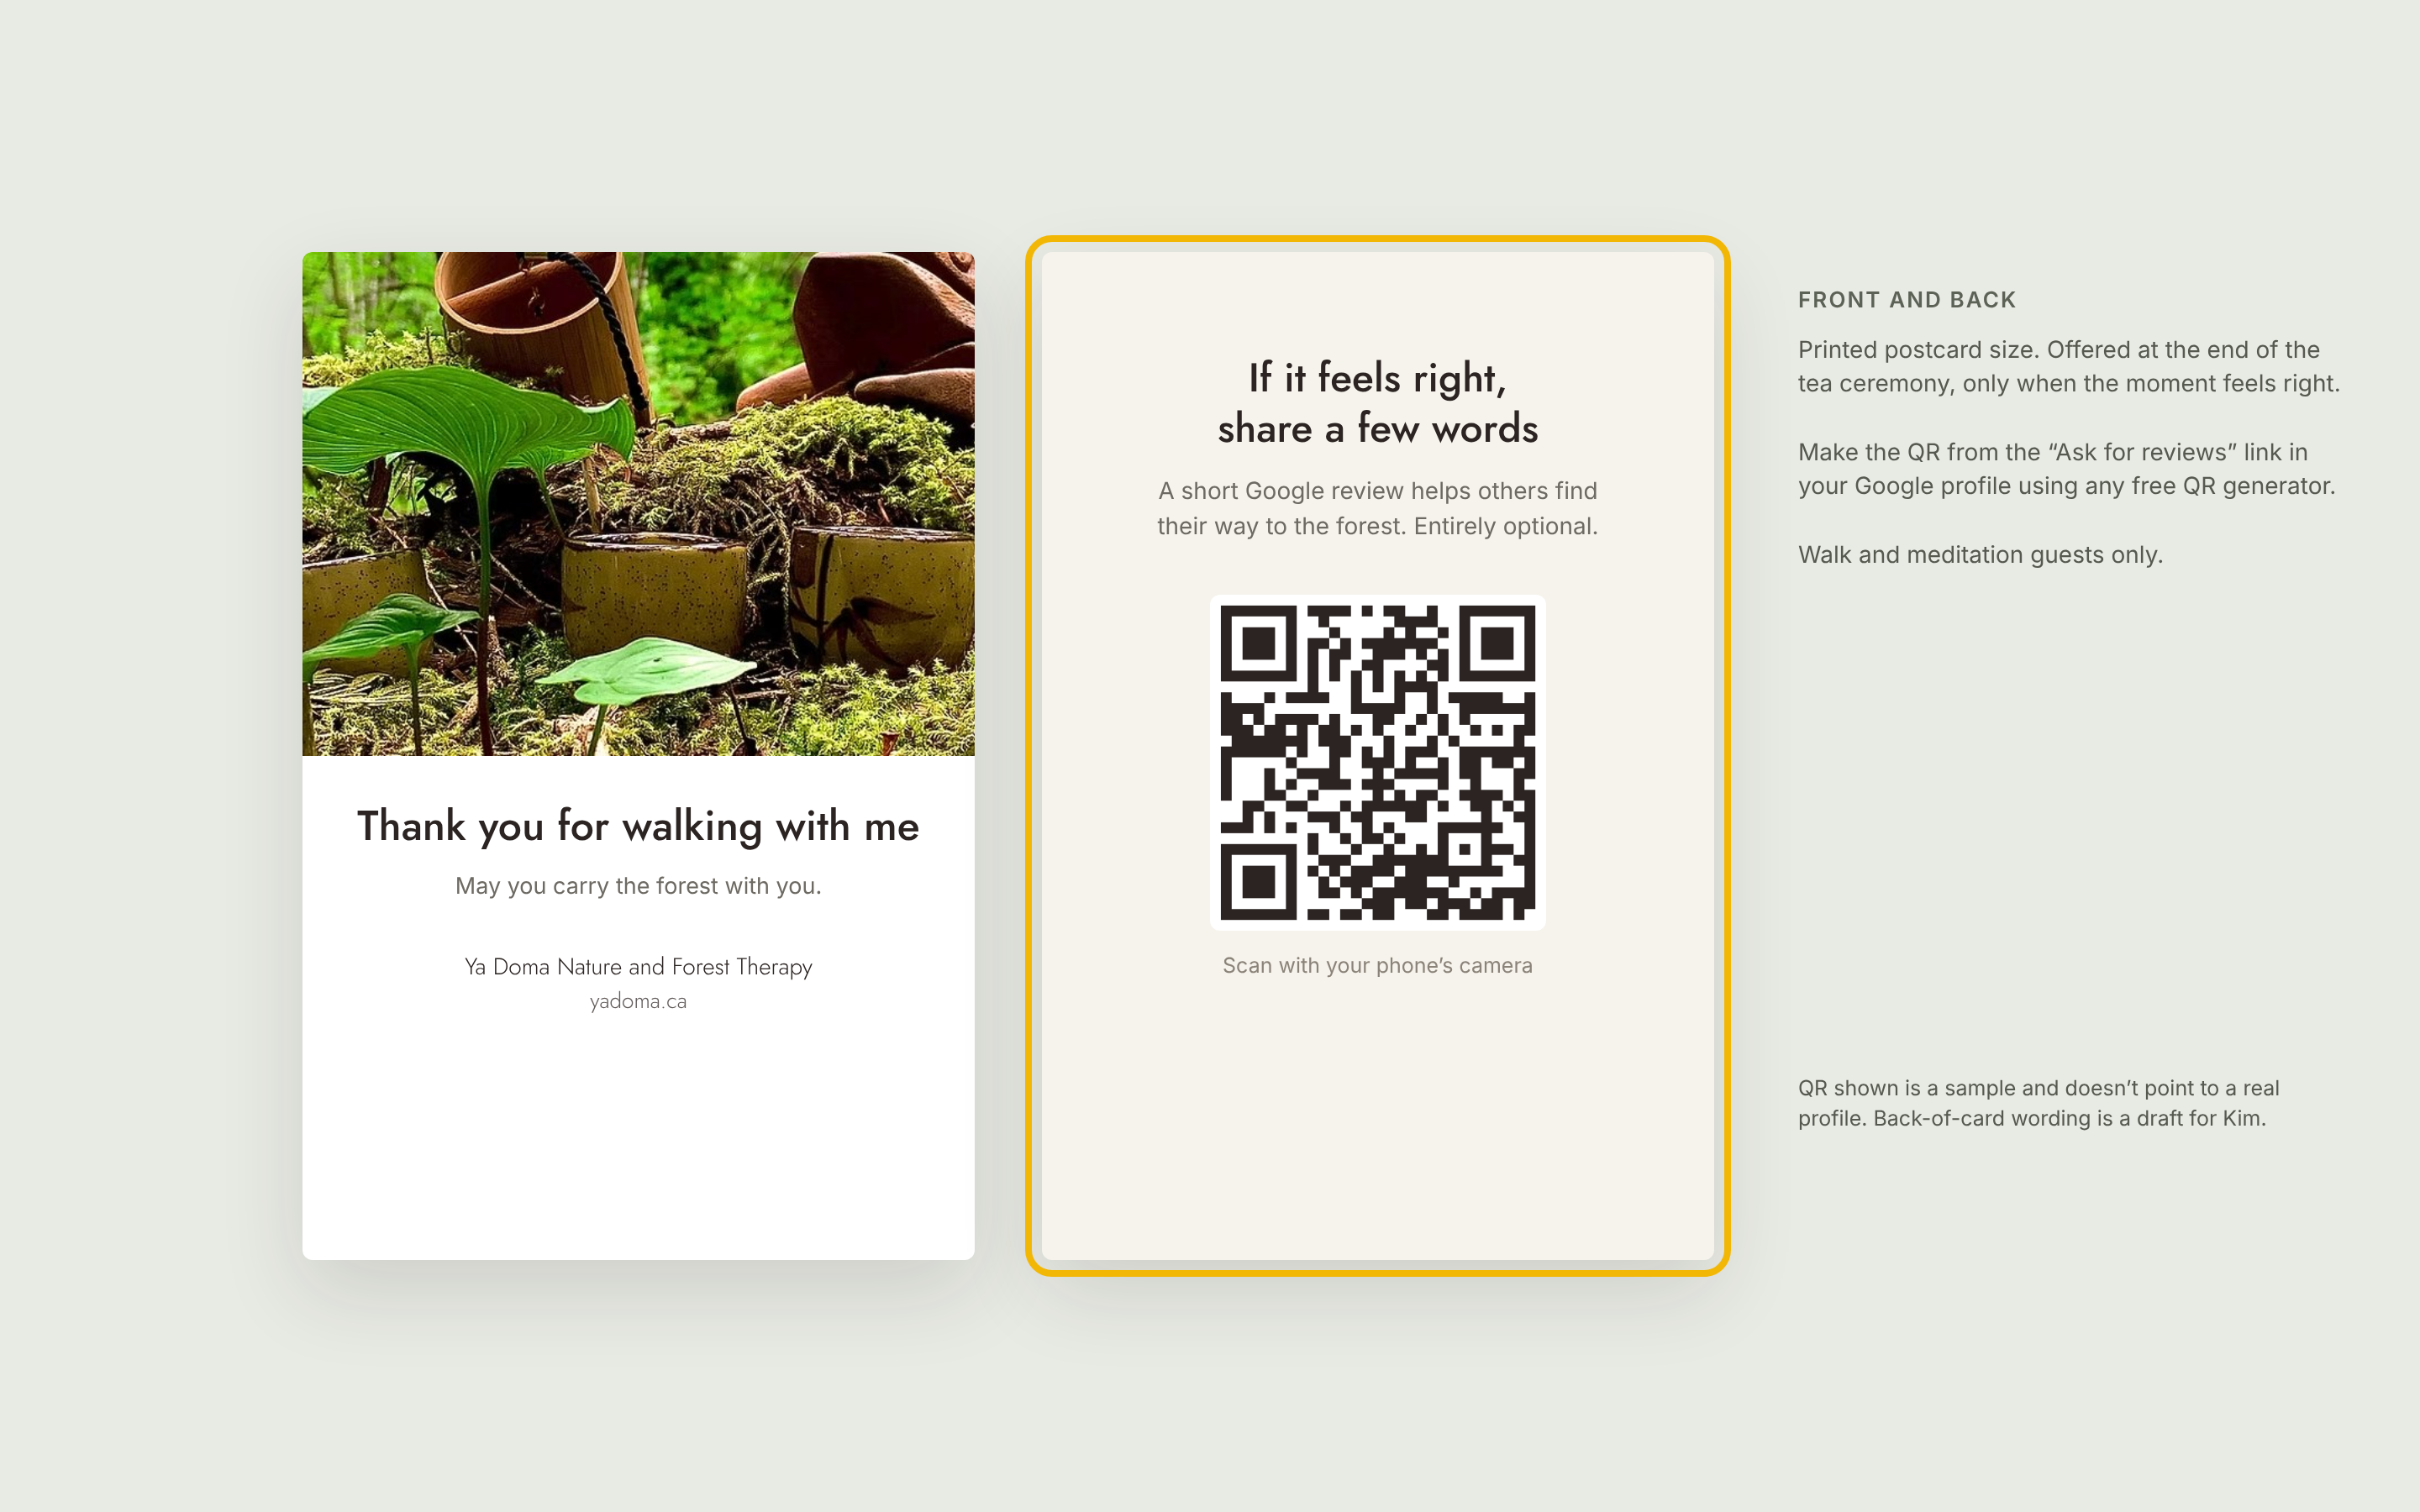 Thank you for walking with me
May you carry the forest with you.
Ya Doma Nature and Forest Therapy
yadoma.ca
If it feels right,
share a few words
A short Google review helps others find
their way to the forest. Entirely optional.
Scan with your phone’s camera
FRONT AND BACK
Printed postcard size. Offered at the end of the
tea ceremony, only when the moment feels right.
Make the QR from the “Ask for reviews” link in
your Google profile using any free QR generator.
Walk and meditation guests only.
QR shown is a sample and doesn’t point to a real
profile. Back-of-card wording is a draft for Kim.